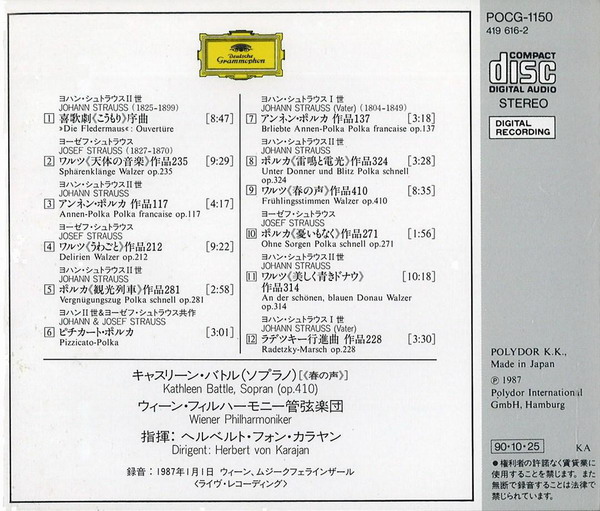 Deutsche
Grammophon
ヨハン・シュトラウスⅡ世
JOHANN STRAUSS (1825-1899)
1 喜歌劇《こうもり》序曲 [8:47]
»Die Fledermaus«: Ouvertüre
ヨーゼフ・シュトラウス
JOSEF STRAUSS (1827-1870)
2 ワルツ《天体の音楽》作品235 [9:29]
Sphärenklänge Walzer op.235
ヨハン・シュトラウスⅡ世
JOHANN STRAUSS
3 アンネン・ポルカ 作品117 [4:17]
Annen-Polka Polka francaise op.117
ヨーゼフ・シュトラウス
JOSEF STRAUSS
4 ワルツ《うわごと》作品212 [9:22]
Delirien Walzer op.212
ヨハン・シュトラウスⅡ世
JOHANN STRAUSS
5 ポルカ《観光列車》作品281 [2:58]
Vergnügungszug Polka schnell op.281
ヨハンⅡ世&ヨーゼフ・シュトラウス共作
JOHANN & JOSEF STRAUSS
6 ピチカート・ポルカ [3:01]
Pizzicato-Polka
ヨハン・シュトラウスⅠ世
JOHANN STRAUSS (Vater) (1804-1849)
7 アンネン・ポルカ 作品137 [3:18]
Bliebte Annen-Polka Polka francaise op.137
ヨハン・シュトラウスⅡ世
JOHANN STRAUSS
8 ポルカ《雷鳴と電光》作品324 [3:28]
Unter Donner und Blitz Polka schnell
op.324
9 ワルツ《春の声》作品410 [8:35]
Frühlingsstimmen Walzer op.410
ヨーゼフ・シュトラウス
JOSEF STRAUSS
10 ポルカ《憂いもなく》作品271 [1:56]
Ohne Sorgen Polka schnell op.271
ヨハン・シュトラウスⅡ世
JOHANN STRAUSS
11 ワルツ《美しく青きドナウ》 [10:18]
作品314
An der schönen, blauen Donau Walzer
op.314
ヨハン・シュトラウスⅠ世
JOHANN STRAUSS (Vater)
12 ラデツキー行進曲 作品228 [3:30]
Radetzky-Marsch op.228
キャスリーン・バトル(ソプラノ)[《春の声》]
Kathleen Battle, Sopran (op.410)
ウィーン・フィルハーモニー管弦楽団
Wiener Philharmoniker
指揮: ヘルベルト・フォン・カラヤン
Dirigent: Herbert von Karajan
録音:1987年1月1日 ウィーン、ムジークフェラインザール
〈ライヴ・レコーディング〉
POCG-1150
419 616-2
COMPACT
disc
DIGITAL AUDIO
STEREO
DIGITAL
RECORDING
POLYDOR K.K.,
Made in Japan
Ⓟ 1987
Polydor International
GmbH, Hamburg
90・10・25 KA
●権利者の許諾なく賃貸業に
使用することを禁じます。また
無断で録音することは法律で
禁じられています。